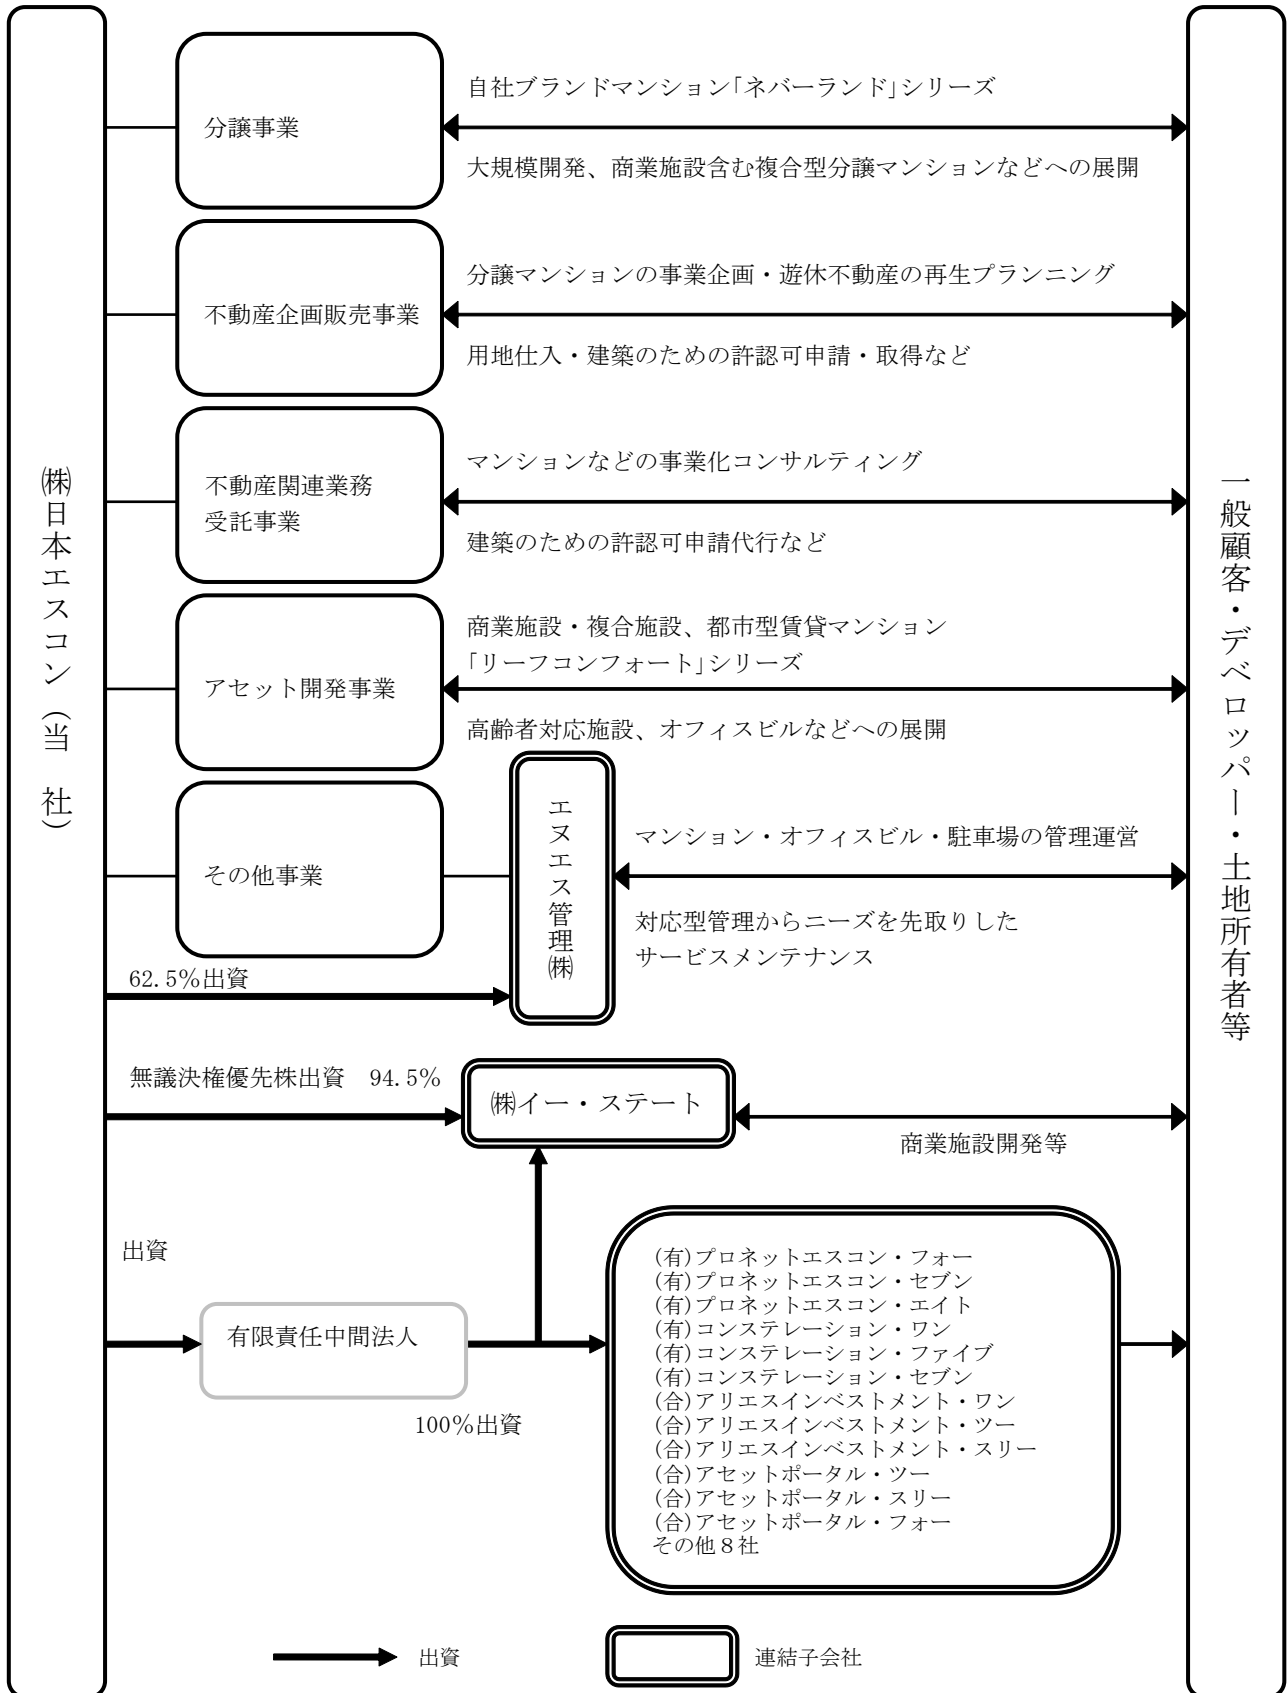 ㈱日本エスコン（当　社）
分譲事業
自社ブランドマンション「ネバーランド」シリーズ
大規模開発、商業施設含む複合型分譲マンションなどへの展開
不動産企画販売事業
分譲マンションの事業企画・遊休不動産の再生プランニング
用地仕入・建築のための許認可申請・取得など
不動産関連業務
受託事業
マンションなどの事業化コンサルティング
建築のための許認可申請代行など
アセット開発事業
商業施設・複合施設、都市型賃貸マンション
「リーフコンフォート」シリーズ
高齢者対応施設、オフィスビルなどへの展開
その他事業
エヌエス管理㈱
マンション・オフィスビル・駐車場の管理運営
対応型管理からニーズを先取りした
サービスメンテナンス
62.5％出資
無議決権優先株出資　94.5％
㈱イー・ステート
商業施設開発等
出資
有限責任中間法人
100％出資
(有)プロネットエスコン・フォー
(有)プロネットエスコン・セブン
(有)プロネットエスコン・エイト
(有)コンステレーション・ワン
(有)コンステレーション・ファイブ
(有)コンステレーション・セブン
(合)アリエスインベストメント・ワン
(合)アリエスインベストメント・ツー
(合)アリエスインベストメント・スリー
(合)アセットポータル・ツー
(合)アセットポータル・スリー
(合)アセットポータル・フォー
その他８社
一般顧客・デベロッパー・土地所有者等
出資
連結子会社